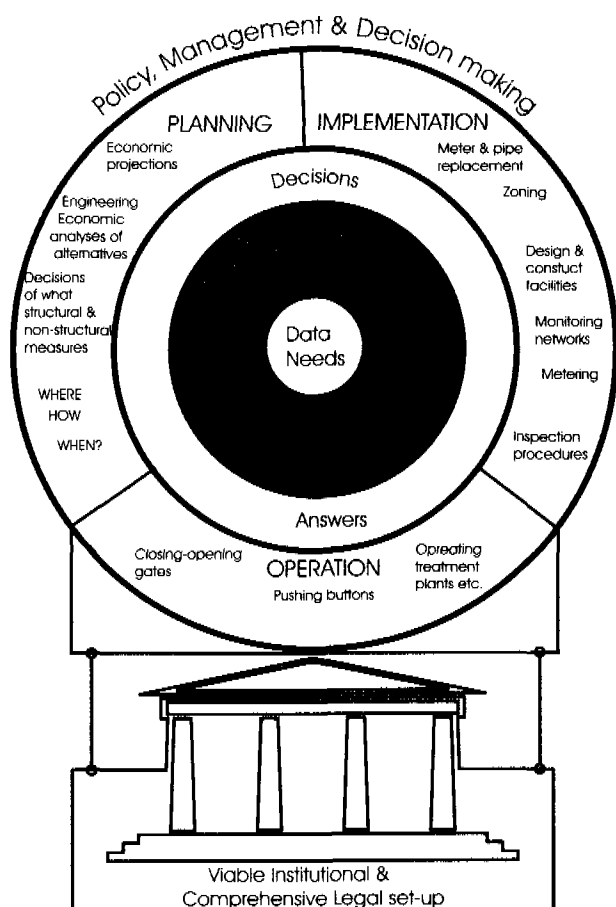 Policy, Management & Decision making
PLANNING
IMPLEMENTATION
Economic
projections
Engineering
Economic
analyses of
alternatives
Decisions
of what
structural &
non-structural
measures
WHERE
HOW
WHEN?
Meter & pipe
replacement
Zoning
Design &
constuct
facilities
Monitoring
networks
Metering
Inspection
procedures
Decisions
Data
Needs
Answers
Closing-opening
gates
OPERATION
Pushing buttons
Opreating
treatment
plants etc.
Viable Institutional &
Comprehensive Legal set-up